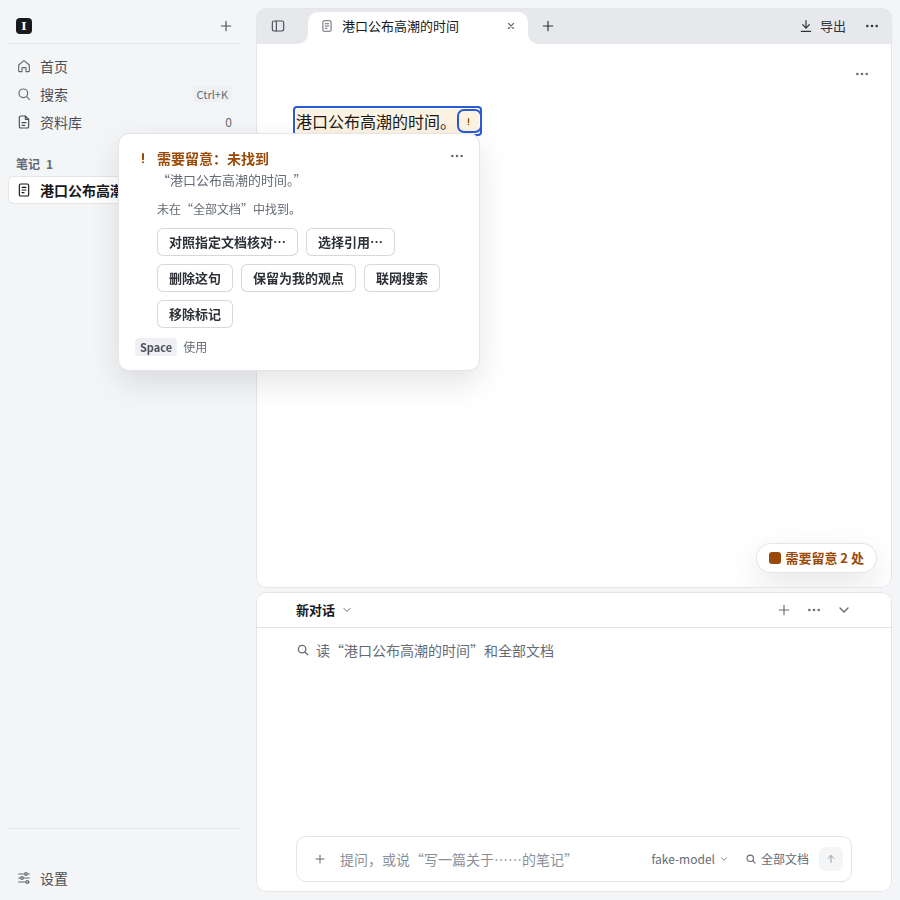 I
首页
搜索 Ctrl+K
资料库 0
笔记 1
港口公布高潮的时间
导出
港口公布高潮的时间。 !
! 需要留意：未找到
“港口公布高潮的时间。”
未在“全部文档”中找到。
对照指定文档核对… 选择引用…
删除这句 保留为我的观点 联网搜索
移除标记
Space 使用
需要留意 2 处
新对话
读“港口公布高潮的时间”和全部文档
提问，或说“写一篇关于……的笔记”
fake-model 全部文档
设置